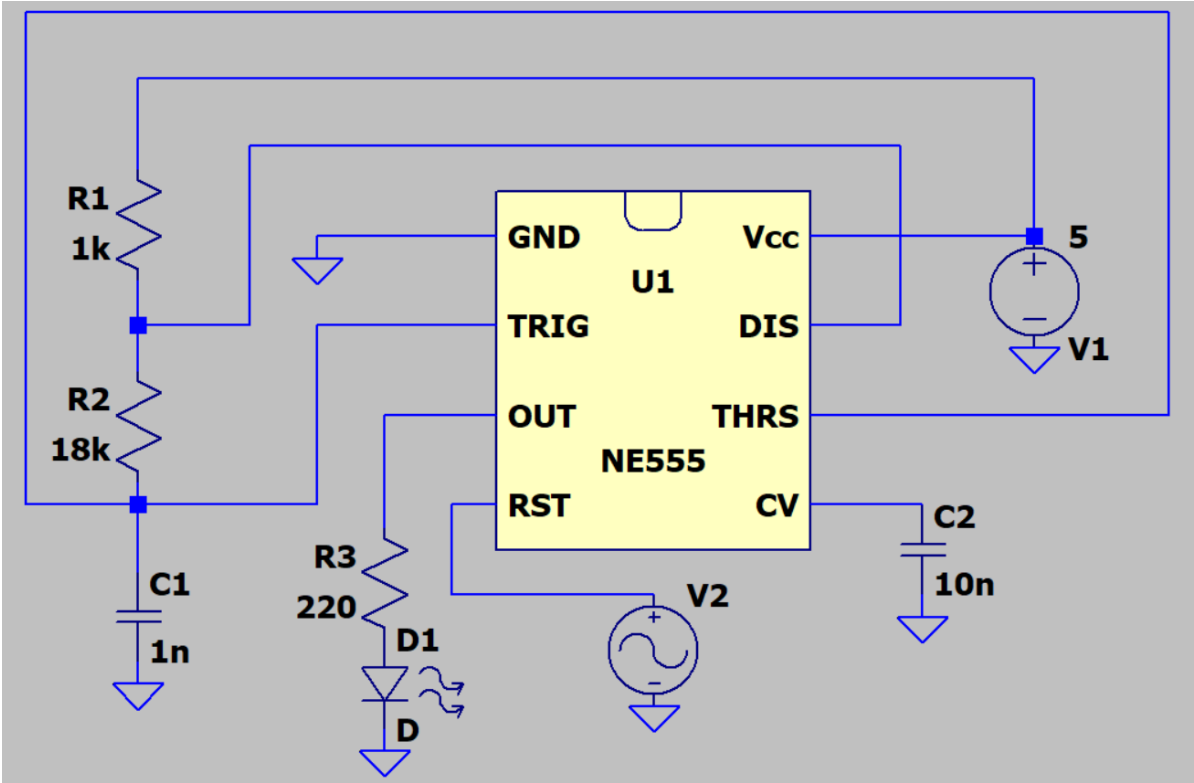 R1
1k
R2
18k
C1
1n
GND
TRIG
OUT
RST
Vcc
DIS
THRS
CV
U1
NE555
R3
220
D1
D
V2
C2
10n
5
V1